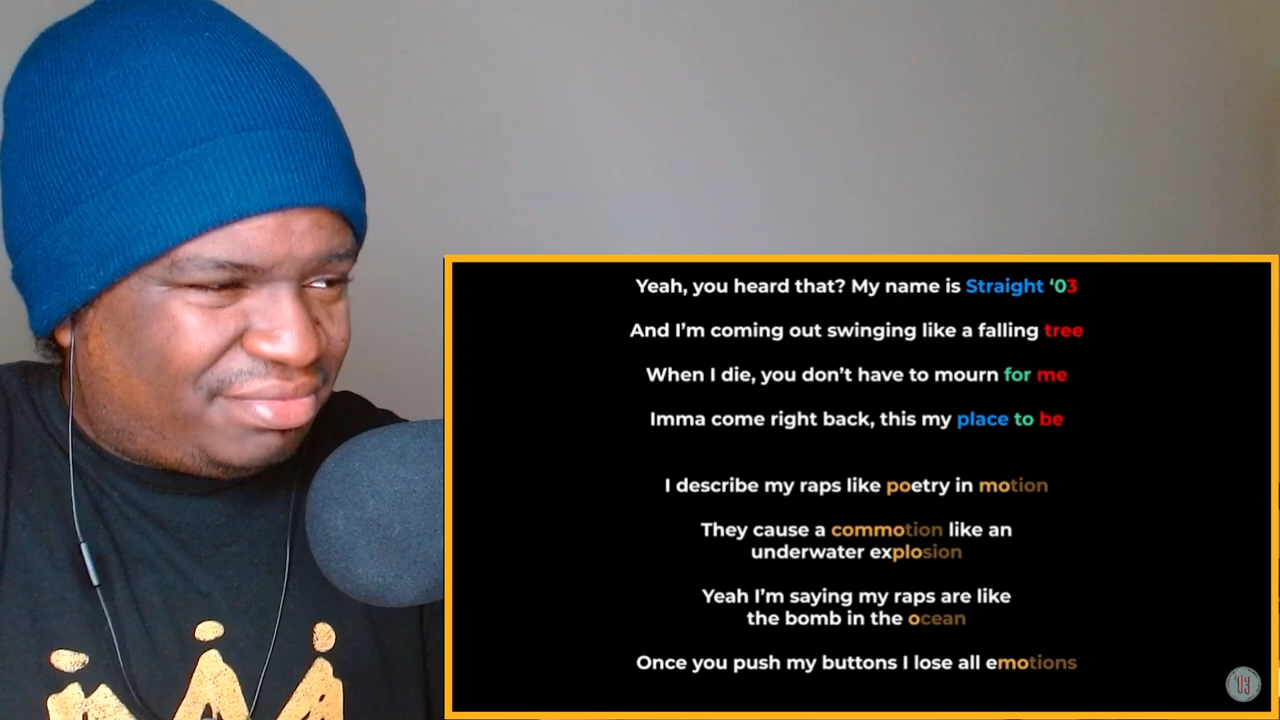 Yeah, you heard that? My name is Straight ‘03
And I’m coming out swinging like a falling tree
When I die, you don’t have to mourn for me
Imma come right back, this my place to be
I describe my raps like poetry in motion
They cause a commotion like an
underwater explosion
Yeah I’m saying my raps are like
the bomb in the ocean
Once you push my buttons I lose all emotions
'03